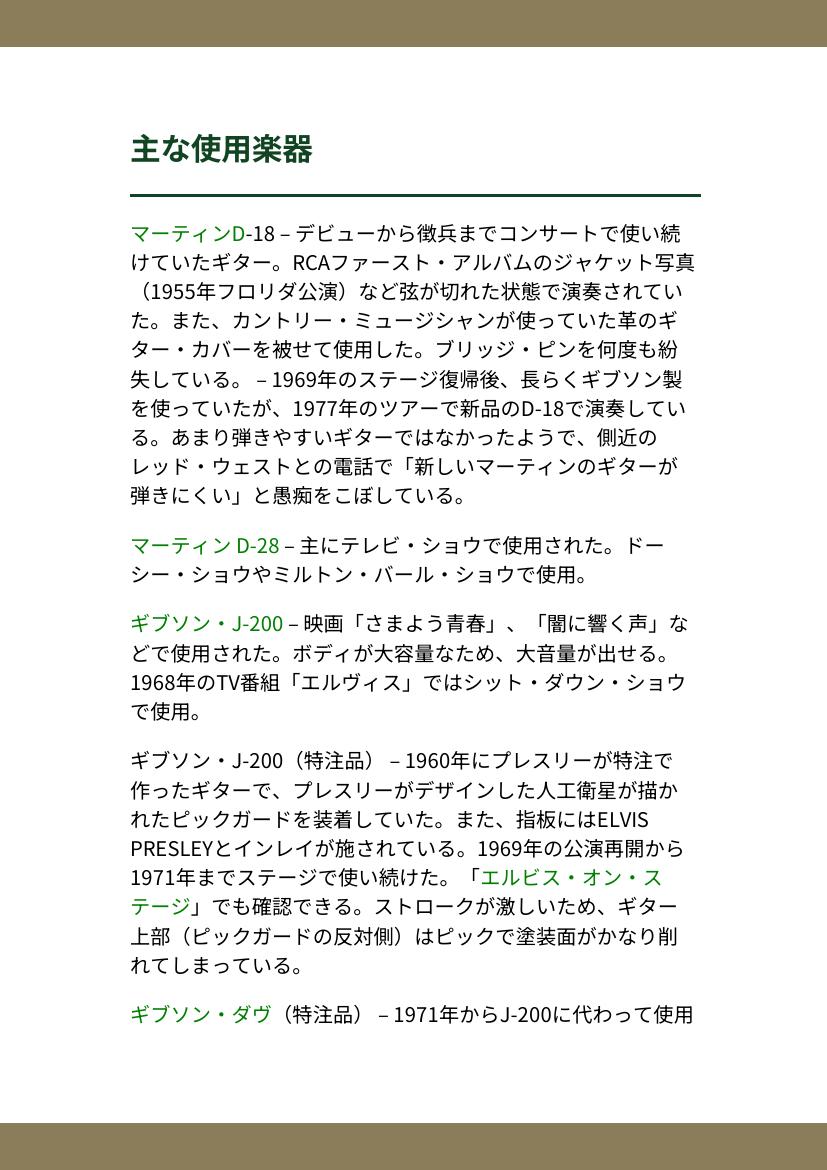 主な使用楽器
マーティンD-18 – デビューから徴兵までコンサートで使い続
けていたギター。RCAファースト・アルバムのジャケット写真
（1955年フロリダ公演）など弦が切れた状態で演奏されてい
た。また、カントリー・ミュージシャンが使っていた革のギ
ター・カバーを被せて使用した。ブリッジ・ピンを何度も紛
失している。 – 1969年のステージ復帰後、長らくギブソン製
を使っていたが、1977年のツアーで新品のD-18で演奏してい
る。あまり弾きやすいギターではなかったようで、側近の
レッド・ウェストとの電話で「新しいマーティンのギターが
弾きにくい」と愚痴をこぼしている。
マーティン D-28 – 主にテレビ・ショウで使用された。ドー
シー・ショウやミルトン・バール・ショウで使用。
ギブソン・J-200 – 映画「さまよう青春」、「闇に響く声」な
どで使用された。ボディが大容量なため、大音量が出せる。
1968年のTV番組「エルヴィス」ではシット・ダウン・ショウ
で使用。
ギブソン・J-200（特注品） – 1960年にプレスリーが特注で
作ったギターで、プレスリーがデザインした人工衛星が描か
れたピックガードを装着していた。また、指板にはELVIS
PRESLEYとインレイが施されている。1969年の公演再開から
1971年までステージで使い続けた。「エルビス・オン・ス
テージ」でも確認できる。ストロークが激しいため、ギター
上部（ピックガードの反対側）はピックで塗装面がかなり削
れてしまっている。
ギブソン・ダヴ（特注品） – 1971年からJ-200に代わって使用